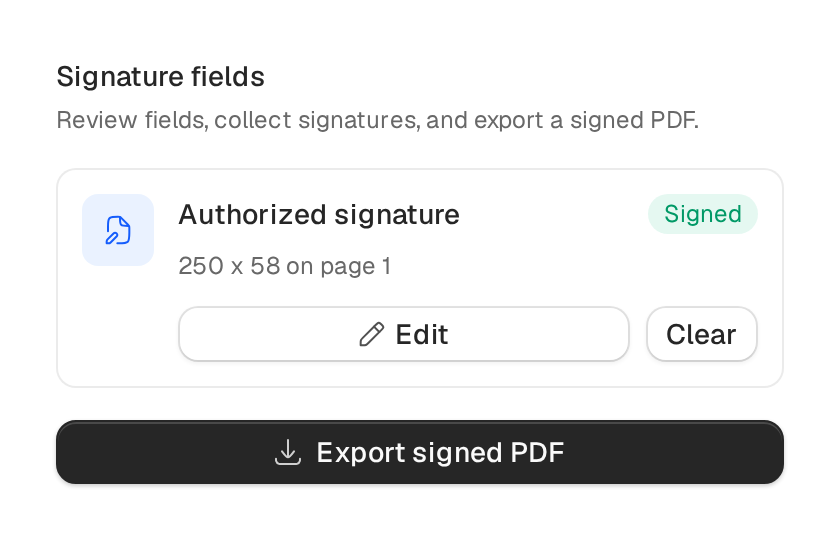 Signature fields
Review fields, collect signatures, and export a signed PDF.
Authorized signature
Signed
250 x 58 on page 1
Edit
Clear
Export signed PDF